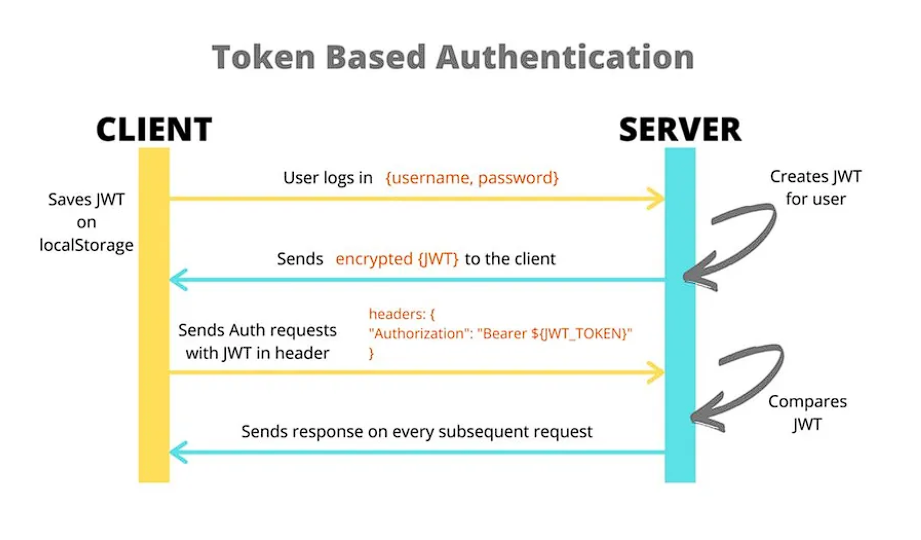 Token Based Authentication
CLIENT
SERVER
User logs in {username, password}
Creates JWT
for user
Saves JWT
on
localStorage
Sends encrypted {JWT} to the client
Sends Auth requests
with JWT in header
headers: {
"Authorization": "Bearer ${JWT_TOKEN}"
}
Compares
JWT
Sends response on every subsequent request